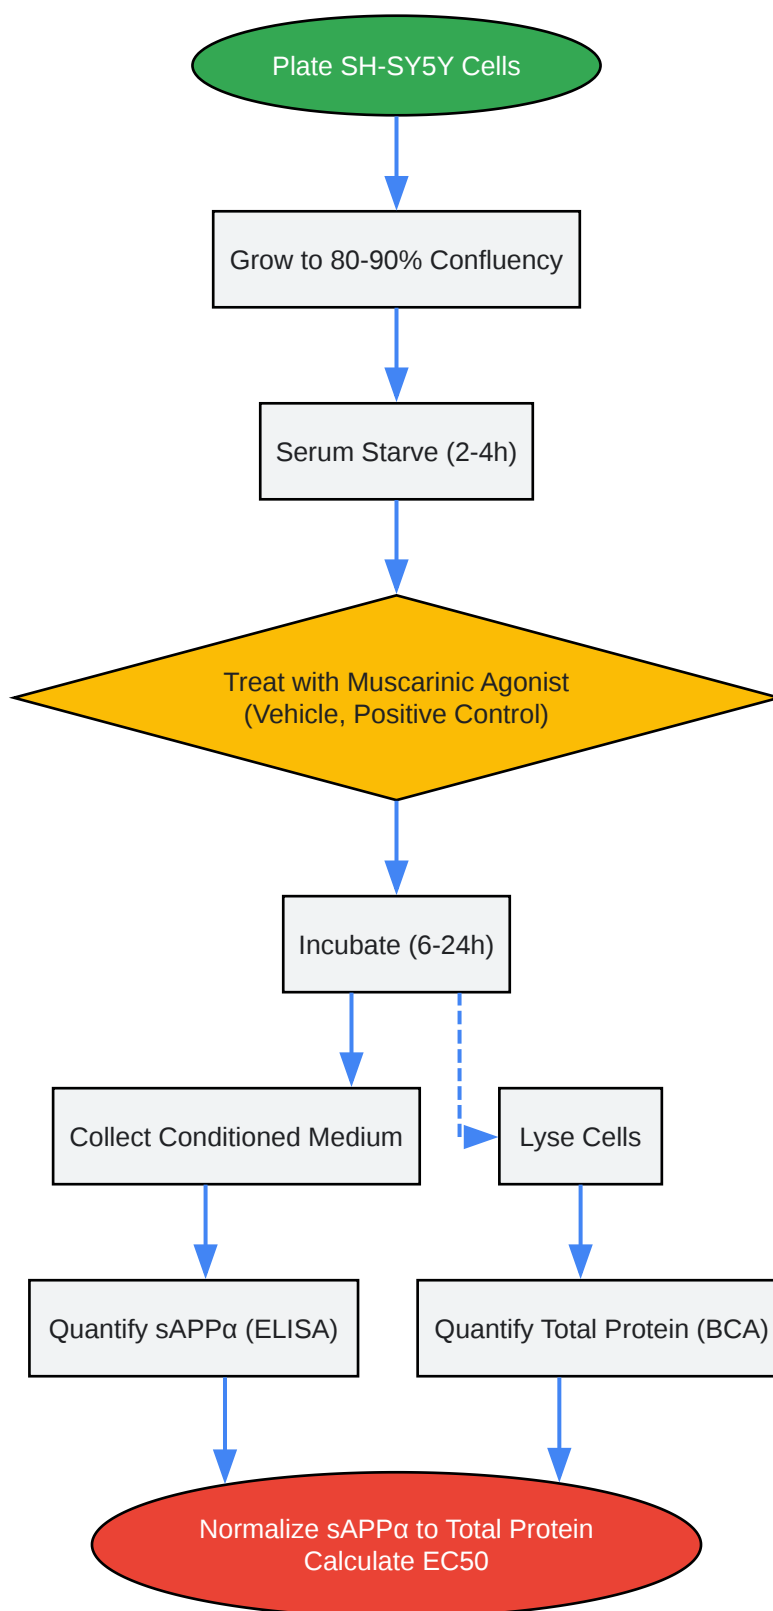 Plate SH-SY5Y Cells
Grow to 80-90% Confluency
Serum Starve (2-4h)
Treat with Muscarinic Agonist
(Vehicle, Positive Control)
Incubate (6-24h)
Collect Conditioned Medium
Lyse Cells
Quantify sAPPα (ELISA)
Quantify Total Protein (BCA)
Normalize sAPPα to Total Protein
Calculate EC50